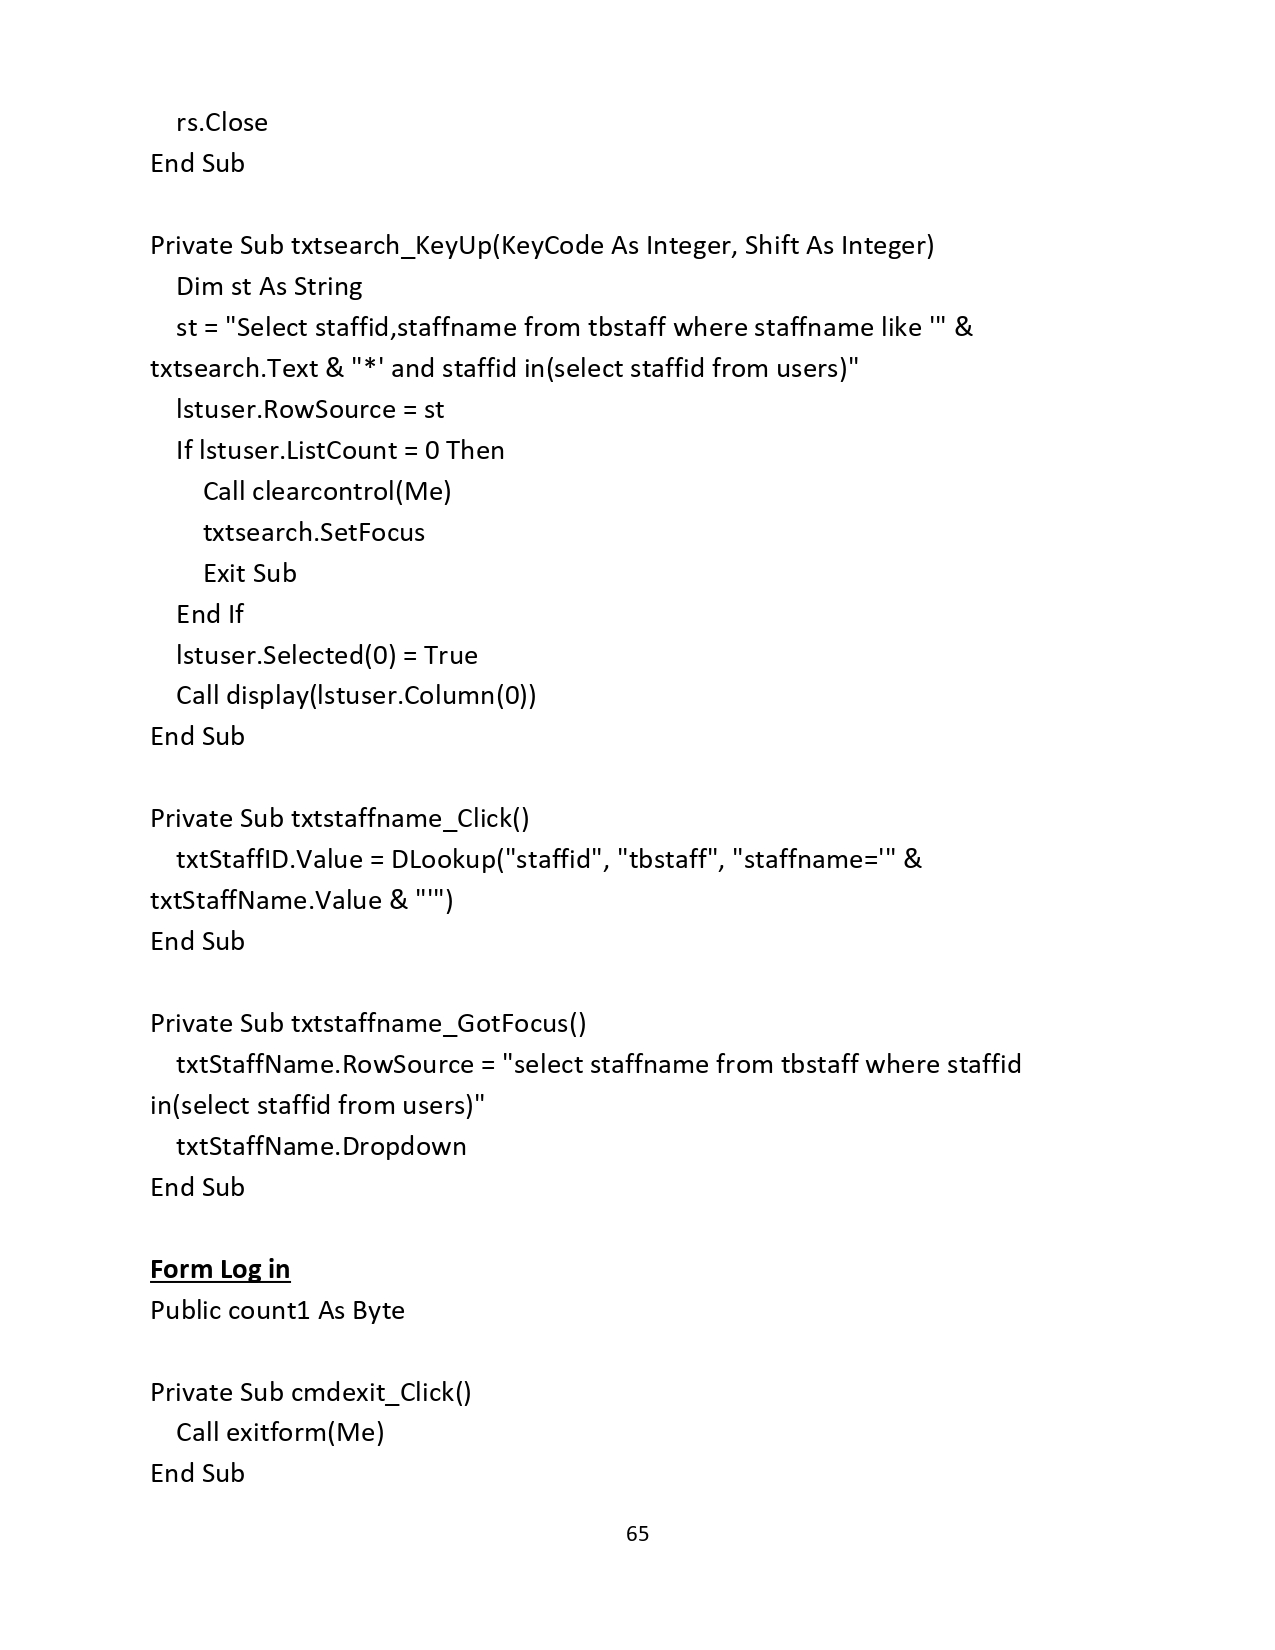 rs.Close
End Sub
Private Sub txtsearch_KeyUp(KeyCode As Integer, Shift As Integer)
Dim st As String
st = "Select staffid,staffname from tbstaff where staffname like '" &
txtsearch.Text & "*' and staffid in(select staffid from users)"
lstuser.RowSource = st
If lstuser.ListCount = 0 Then
Call clearcontrol(Me)
txtsearch.SetFocus
Exit Sub
End If
lstuser.Selected(0) = True
Call display(lstuser.Column(0))
End Sub
Private Sub txtstaffname_Click()
txtStaffID.Value = DLookup("staffid", "tbstaff", "staffname='" &
txtStaffName.Value & "'")
End Sub
Private Sub txtstaffname_GotFocus()
txtStaffName.RowSource = "select staffname from tbstaff where staffid
in(select staffid from users)"
txtStaffName.Dropdown
End Sub
Form Log in
Public count1 As Byte
Private Sub cmdexit_Click()
Call exitform(Me)
End Sub
65